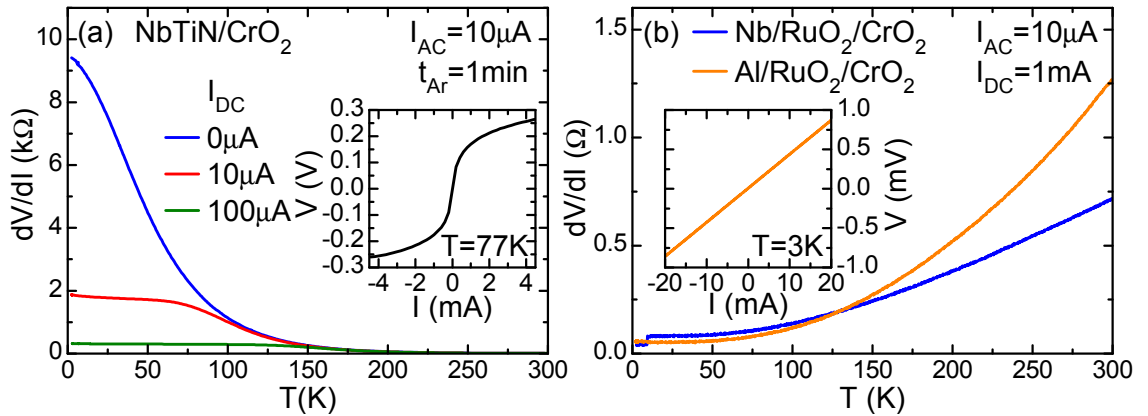 (a) NbTiN/CrO2
I_AC=10μA
t_Ar=1min
I_DC
0μA
10μA
100μA
dV/dI (kΩ)
10
8
6
4
2
0
0 50 100 150 200 250 300
T(K)
V (V)
0.3
0.2
0.1
0.0
-0.1
-0.2
-0.3
T=77K
-4 -2 0 2 4
I (mA)
(b)
Nb/RuO2/CrO2
Al/RuO2/CrO2
I_AC=10μA
I_DC=1mA
dV/dI (Ω)
1.5
1.0
0.5
0.0
0 50 100 150 200 250 300
T (K)
1.0
0.5
0.0
-0.5
-1.0
V (mV)
T=3K
-20 -10 0 10 20
I (mA)